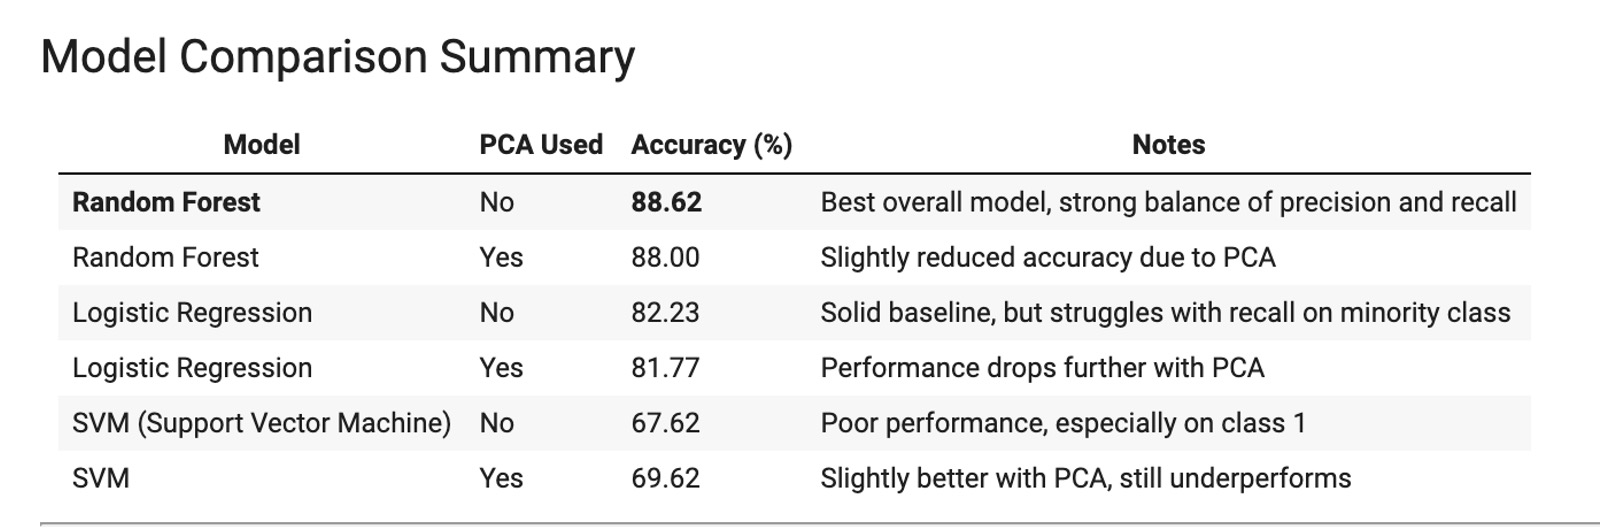 Model Comparison Summary
Model PCA Used Accuracy (%) Notes
Random Forest No 88.62 Best overall model, strong balance of precision and recall
Random Forest Yes 88.00 Slightly reduced accuracy due to PCA
Logistic Regression No 82.23 Solid baseline, but struggles with recall on minority class
Logistic Regression Yes 81.77 Performance drops further with PCA
SVM (Support Vector Machine) No 67.62 Poor performance, especially on class 1
SVM Yes 69.62 Slightly better with PCA, still underperforms